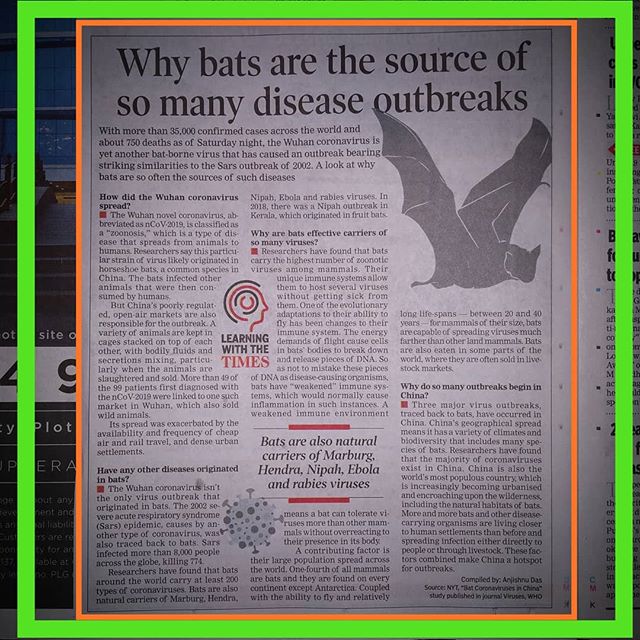 Why bats are the source of
so many disease outbreaks
With more than 35,000 confirmed cases across the world and
about 750 deaths as of Saturday night, the Wuhan coronavirus is
yet another bat-borne virus that has caused an outbreak bearing
striking similarities to the Sars outbreak of 2002. A look at why
bats are so often the sources of such diseases
How did the Wuhan coronavirus
spread?
The Wuhan novel coronavirus, ab-
breviated as nCoV-2019, is classified as
a "zoonosis," which is a type of dis-
ease that spreads from animals to
humans. Researchers say this particu-
lar strain of virus likely originated in
horseshoe bats, a common species in
China. The bats infected other
animals that were then con-
sumed by humans.
But China's poorly regulat-
ed, open-air markets are also
responsible for the outbreak. A
variety of animals are kept in
cages stacked on top of each
other, with bodily fluids and
secretions mixing, particu-
larly when the animals are
slaughtered and sold. More than 49 of
the 99 patients first diagnosed with
the nCoV-2019 were linked to one such
market in Wuhan, which also sold
wild animals.
Its spread was exacerbated by the
availability and frequency of cheap
air and rail travel, and dense urban
settlements.
Have any other diseases originated
in bats?
The Wuhan coronavirus isn't
the only virus outbreak that
originated in bats. The 2002 se-
vere acute respiratory syndrome
(Sars) epidemic, causes by an-
other type of coronavirus, was
also traced back to bats. Sars
infected more than 8,000 people
across the globe, killing 774.
Researchers have found that bats
around the world carry at least 200
types of coronavirus. Bats are also
natural carriers of Marburg, Hendra,
Nipah, Ebola and rabies viruses. In
2018, there was a Nipah outbreak in
Kerala, which originated in fruit bats.
Why are bats effective carriers of
so many viruses?
Researchers have found that bats
carry the highest number of zoonotic
viruses among mammals. Their
unique immune systems allow
them to host several viruses
without getting sick from
them. One of the evolutionary
adaptations to their ability to
fly has been changes to their
immune system. The energy
demands of flight cause cells
in bats' bodies to break down
and release pieces of DNA. So
as not to mistake these pieces
of DNA as disease-causing organisms,
bats have "weakened" immune sys-
tems, which would normally cause
inflammation in such instances. A
weakened immune environment
LEARNING
WITH THE
TIMES
Bats are also natural
carriers of Marburg,
Hendra, Nipah, Ebola
and rabies viruses
means a bat can tolerate vi-
ruses more than other mam-
mals without overreacting to
their presence in its body.
A contributing factor is
their large population spread across
the world. One-fourth of all mammals
are bats and they are found on every
continent except Antarctica. Coupled
with the ability to fly and relatively
long life-spans — between 20 and 40
years — for mammals of their size, bats
are capable of spreading viruses much
farther than other land mammals. Bats
are also eaten in some parts of the
world, where they are often sold in live-
stock markets.
Why do so many outbreaks begin in
China?
Three major virus outbreaks,
traced back to bats, have occurred in
China. China's geographical spread
means it has a variety of climates and
biodiversity that includes many spe-
cies of bats. Researchers have found
that the majority of coronaviruses
exist in China. China is also the
world's most populous country, which
is increasingly becoming urbanised
and encroaching upon the wilderness,
including the natural habitats of bats.
More and more bats and other disease-
carrying organisms are living closer
to human settlements than before and
spreading infection either directly to
people or through livestock. These fac-
tors combined make China a hotspot
for outbreaks.
Compiled by: Anjishnu Das
Source: NYT, "Bat Coronaviruses in China"
study published in journal Viruses, WHO